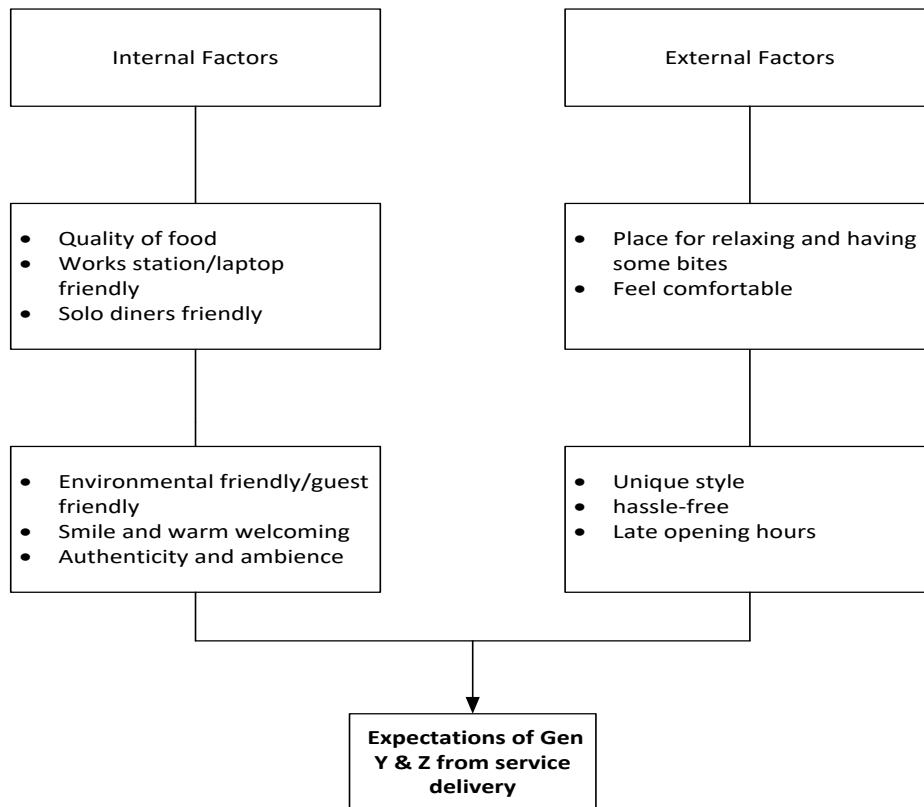 Internal Factors
External Factors
• Quality of food
• Works station/laptop
friendly
• Solo diners friendly
• Place for relaxing and having
some bites
• Feel comfortable
• Environmental friendly/guest
friendly
• Smile and warm welcoming
• Authenticity and ambience
• Unique style
• hassle-free
• Late opening hours
Expectations of Gen
Y & Z from service
delivery